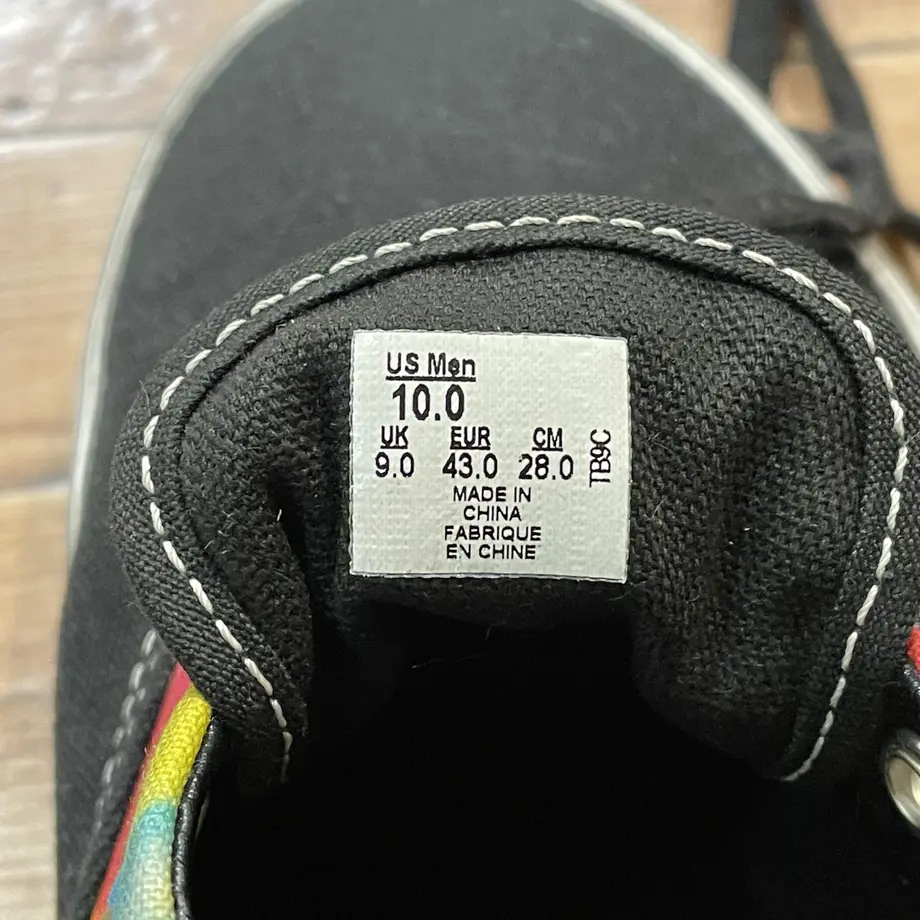 US Men
10.0
UK EUR CM
9.0 43.0 28.0
TB9C
MADE IN
CHINA
FABRIQUE
EN CHINE